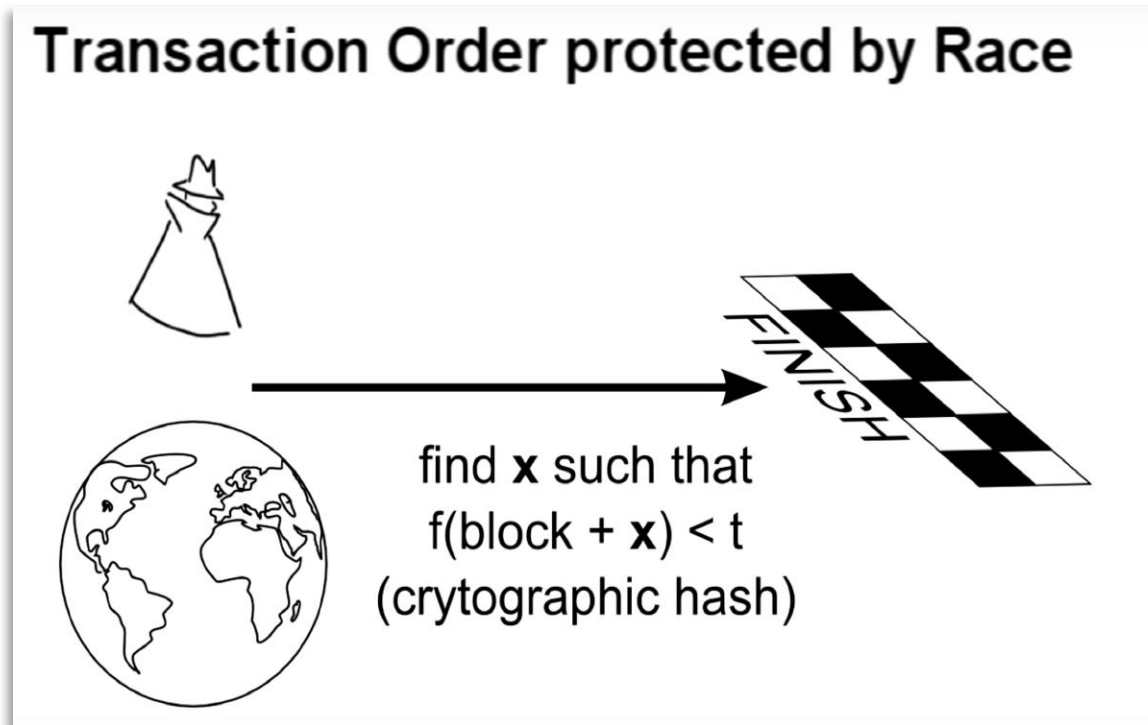 Transaction Order protected by Race
FINISH
find x such that
f(block + x) < t
(crytographic hash)